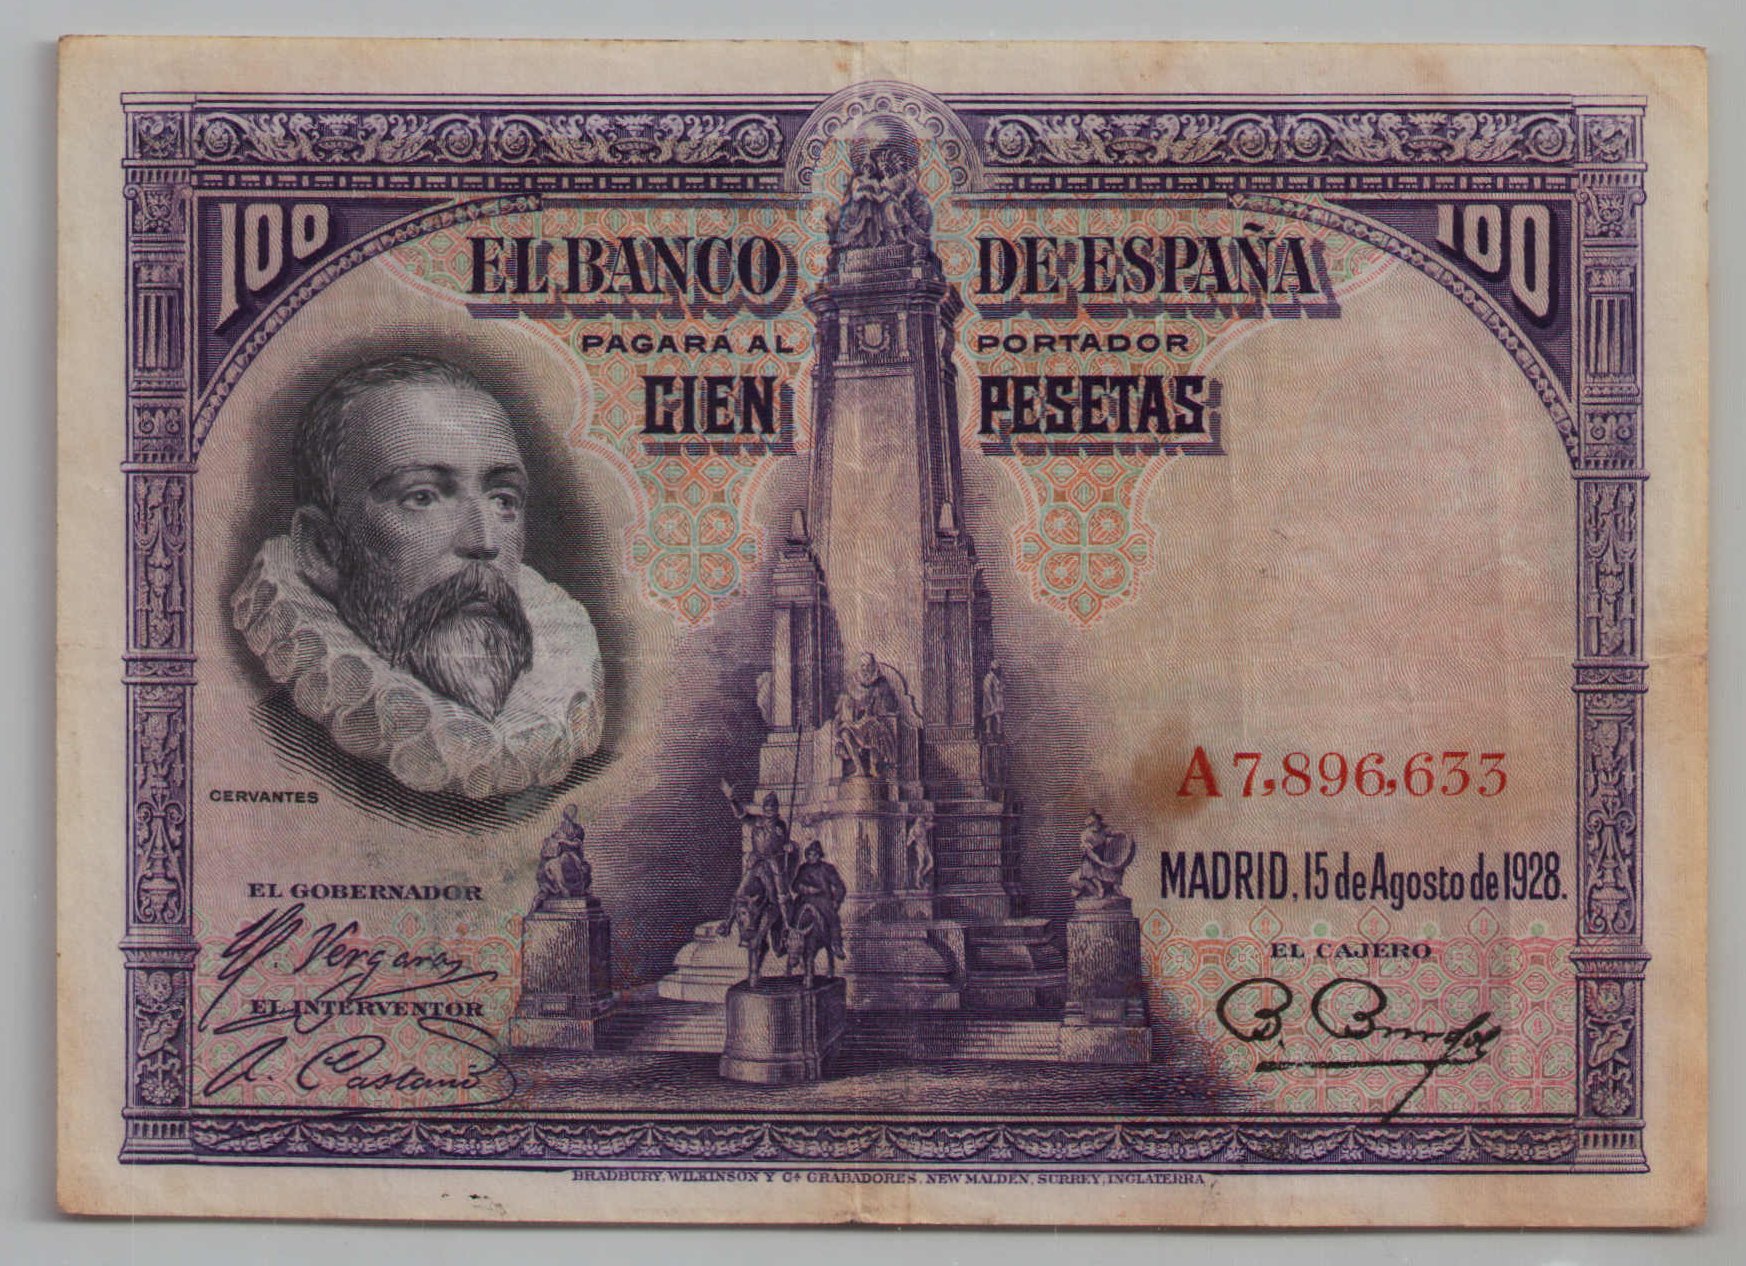 100 100
EL BANCO DE ESPAÑA
PAGARÁ AL PORTADOR
CIEN PESETAS
A 7,896,633
CERVANTES
MADRID, 15 de Agosto de 1928.
EL GOBERNADOR
EL CAJERO
EL INTERVENTOR
BRADBURY, WILKINSON Y Cª GRABADORES, NEW MALDEN, SURREY, INGLATERRA